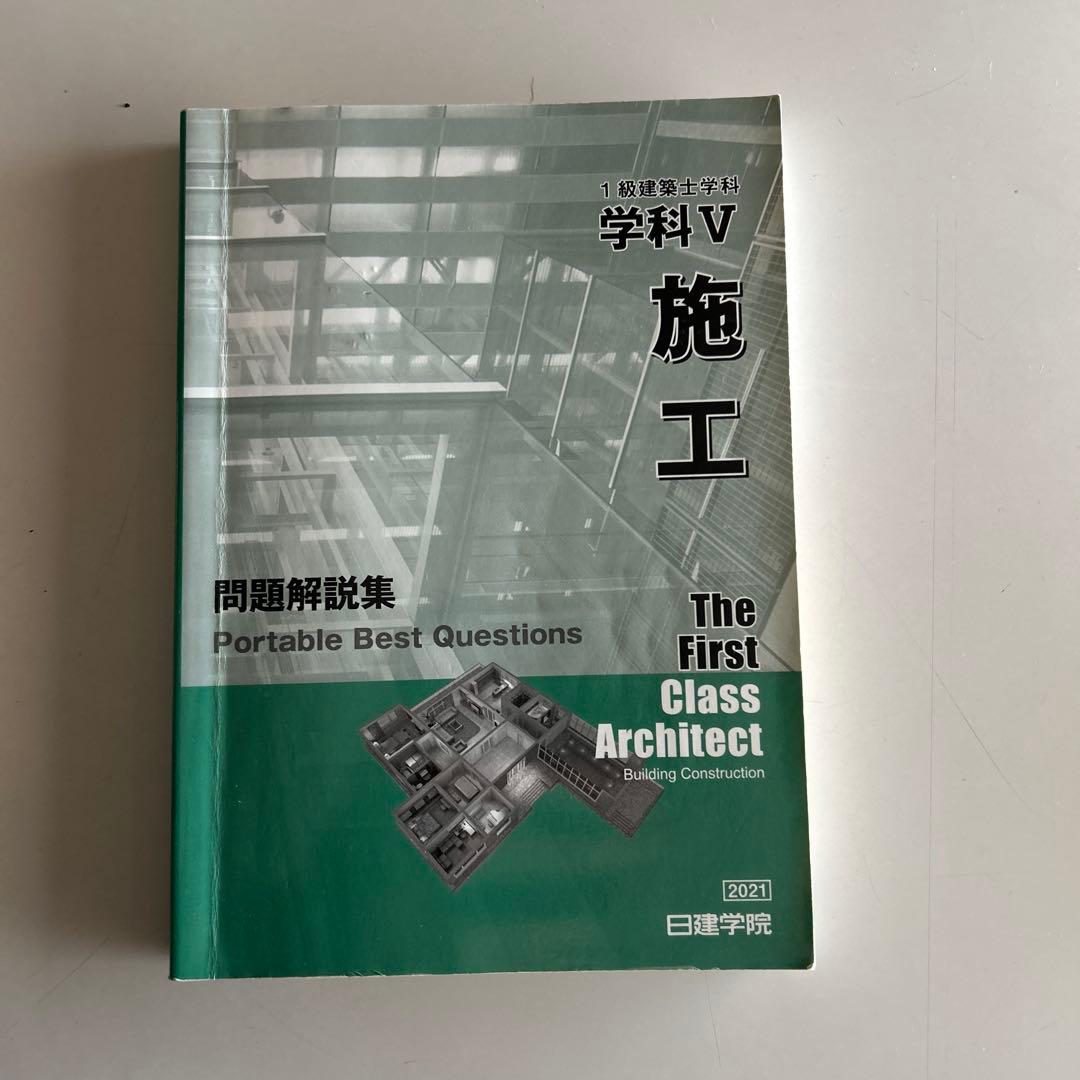 1級建築士学科
学科Ⅴ
施工
問題解説集
Portable Best Questions
The
First
Class
Architect
Building Construction
2021
日建学院